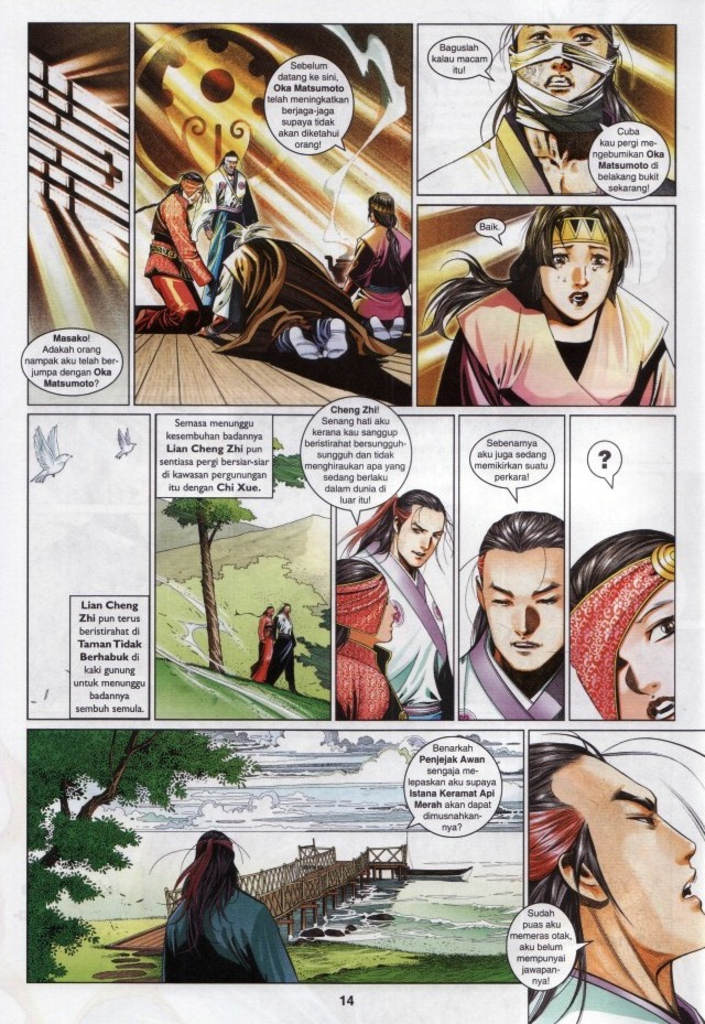 Masako!
Adakah orang
nampak aku telah ber-
jumpa dengan Oka
Matsumoto?
Sebelum
datang ke sini,
Oka Matsumoto
telah meningkatkan
berjaga-jaga
supaya tidak
akan diketahui
orang!
Baguslah
kalau macam
itu!
Cuba
kau pergi me-
ngebumikan Oka
Matsumoto di
belakang bukit
sekarang!
Baik.
Lian Cheng
Zhi pun terus
beristirahat di
Taman Tidak
Berhabuk di
kaki gunung
untuk menunggu
badannya
sembuh semula.
Semasa menunggu
kesembuhan badannya
Lian Cheng Zhi pun
sentiasa pergi bersiar-siar
di kawasan pergunungan
itu dengan Chi Xue.
Cheng Zhi!
Senang hati aku
kerana kau sanggup
beristirahat bersungguh-
sungguh dan tidak
menghiraukan apa yang
sedang berlaku
dalam dunia di
luar itu!
Sebenarnya
aku juga sedang
memikirkan suatu
perkara!
?
Benarkah
Penjejak Awan
sengaja me-
lepaskan aku supaya
Istana Keramat Api
Merah akan dapat
dimusnahkan-
nya?
Sudah
puas aku
memeras otak,
aku belum
mempunyai
jawapan-
nya!
14